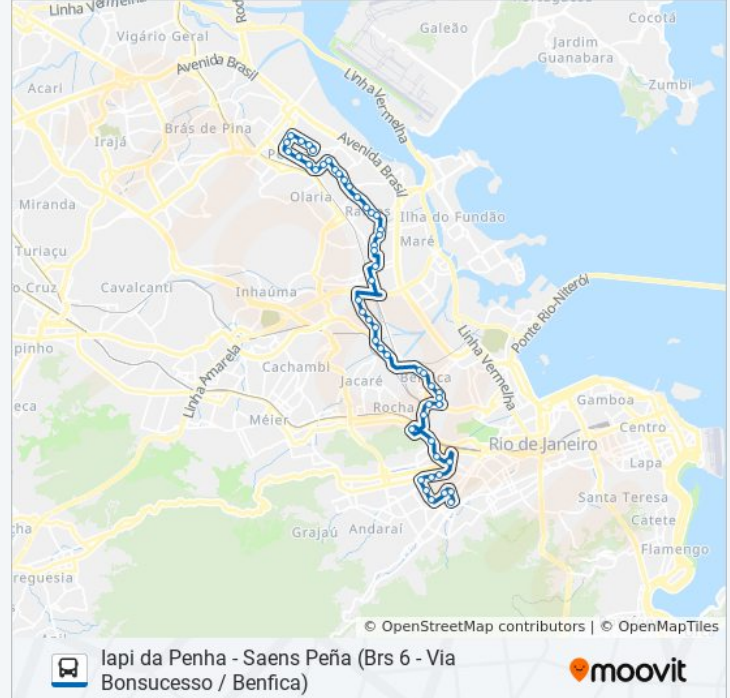 Linha Vermelha
Cocotá
Galeão
Vigário Geral
Jardim
Guanabara
Avenida Brasil
Linha Vermelha
Acari
Zumbi
Brás de Pina
Irajá
Avenida Brasil
Olaria
Miranda
Ramos
Ilha do Fundão
Maré
Turiaçu
Cavalcanti
Inhaúma
Ponte Rio-Niterói
Linha Vermelha
pinho
Linha Amarela
Cachambi
Jacaré
Benfica
Gamboa
eca
Méier
Rocha
Centro
Rio de Janeiro
Lapa
Santa Teresa
Catete
Grajaú
Andaraí
Flamengo
reguesia
© OpenStreetMap contributors | © OpenMapTiles
Iapi da Penha - Saens Peña (Brs 6 - Via
Bonsucesso / Benfica)
moovit